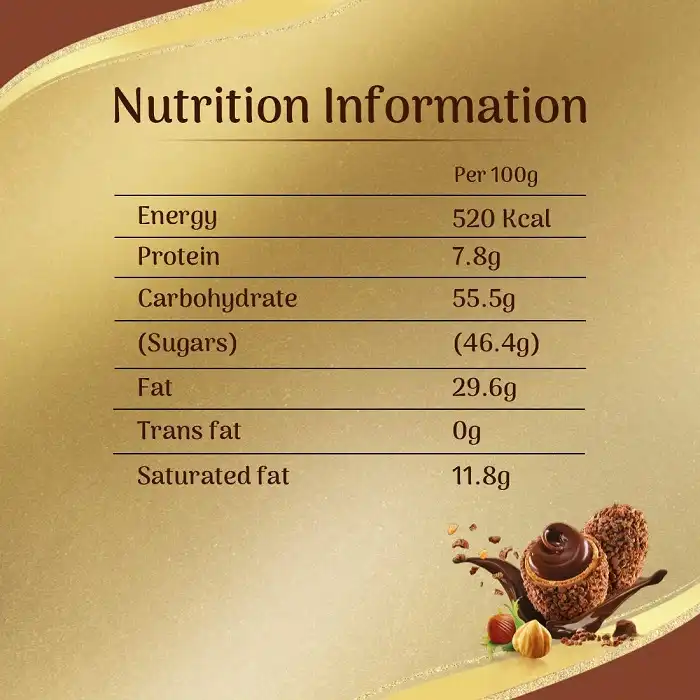 Nutrition Information
Per 100g
Energy 520 Kcal
Protein 7.8g
Carbohydrate 55.5g
(Sugars) (46.4g)
Fat 29.6g
Trans fat 0g
Saturated fat 11.8g